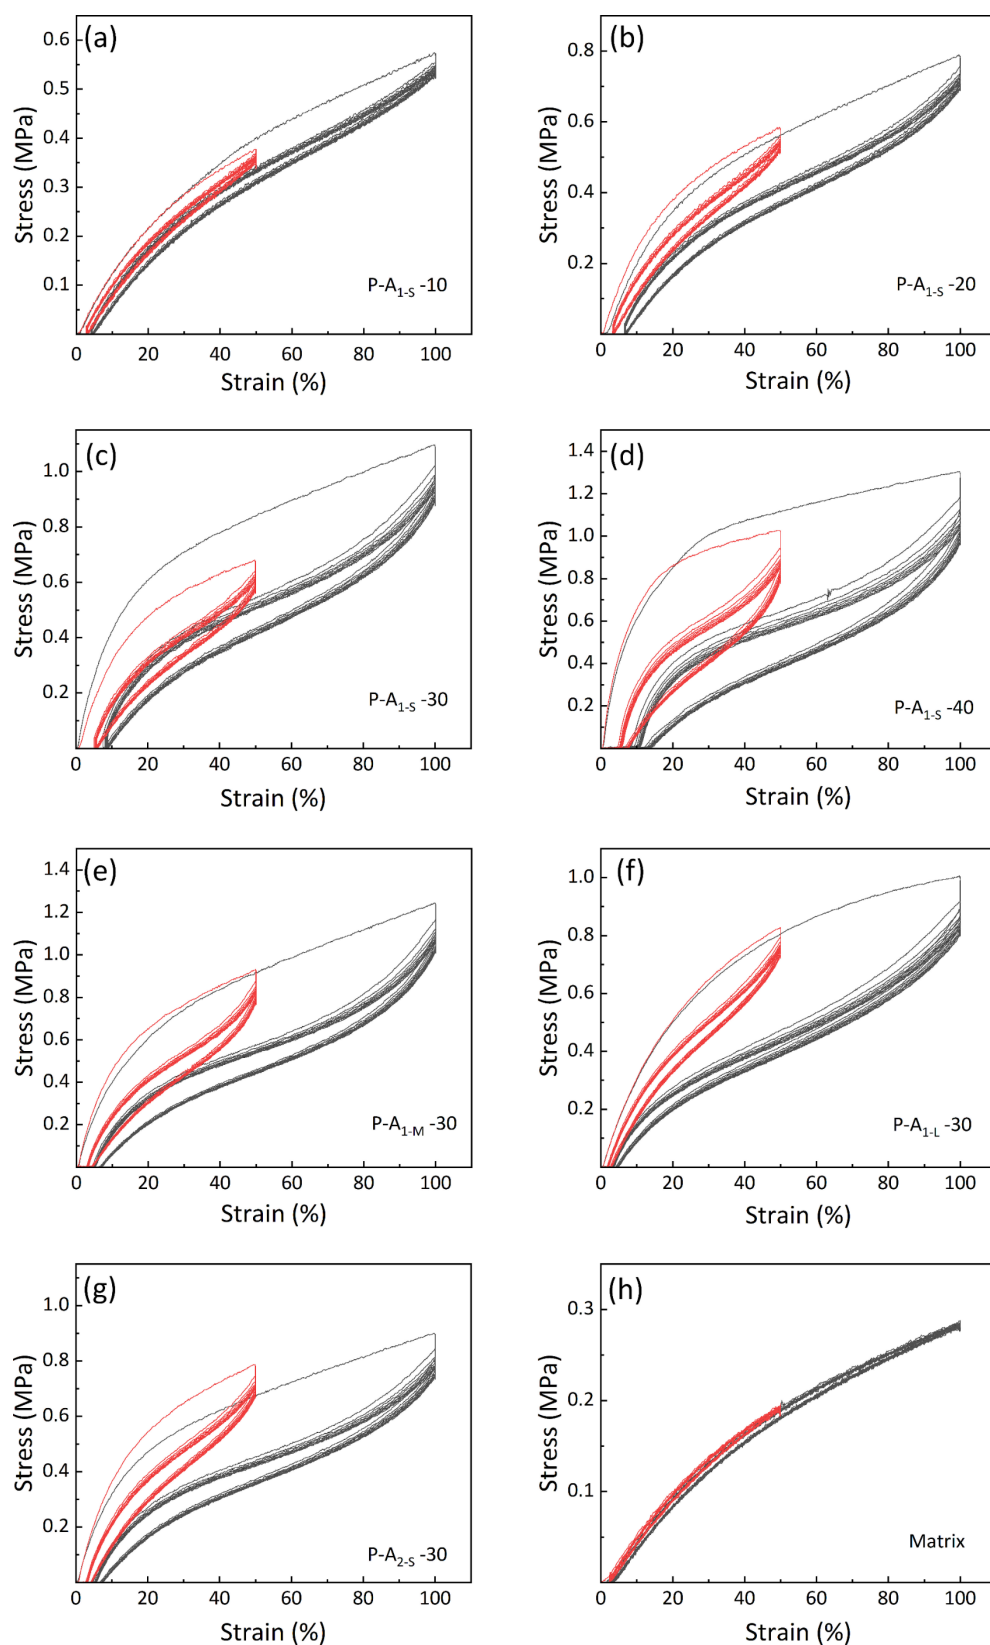 (a)
0.6
0.5
0.4
0.3
0.2
0.1
Stress (MPa)
P-A1-S -10
0 20 40 60 80 100
Strain (%)
(b)
0.8
0.6
0.4
0.2
Stress (MPa)
P-A1-S -20
0 20 40 60 80 100
Strain (%)
(c)
1.0
0.8
0.6
0.4
0.2
Stress (MPa)
P-A1-S -30
0 20 40 60 80 100
Strain (%)
(d)
1.4
1.2
1.0
0.8
0.6
0.4
0.2
Stress (MPa)
P-A1-S -40
0 20 40 60 80 100
Strain (%)
(e)
1.4
1.2
1.0
0.8
0.6
0.4
0.2
Stress (MPa)
P-A1-M -30
0 20 40 60 80 100
Strain (%)
(f)
1.0
0.8
0.6
0.4
0.2
Stress (MPa)
P-A1-L -30
0 20 40 60 80 100
Strain (%)
(g)
1.0
0.8
0.6
0.4
0.2
Stress (MPa)
P-A2-S -30
0 20 40 60 80 100
Strain (%)
(h)
0.3
0.2
0.1
Stress (MPa)
Matrix
0 20 40 60 80 100
Strain (%)